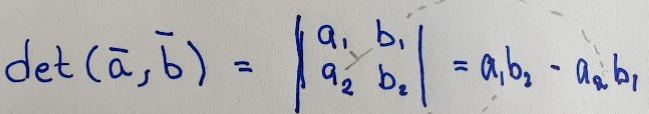 det(ā, b̄) = | a₁ b₁ ; a₂ b₂ | = a₁b₂ - a₂b₁